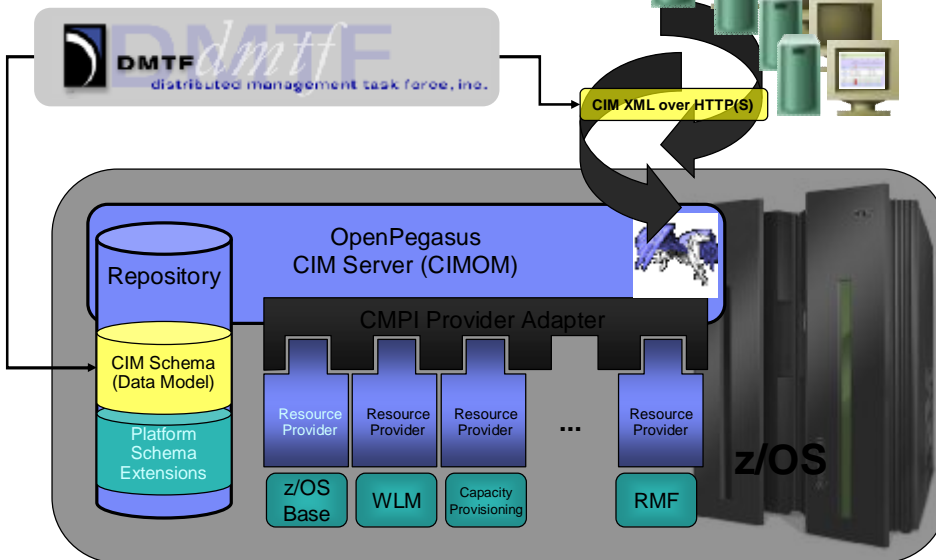 DMTF
dmtf
DMTF
distributed management task force, inc.
CIM XML over HTTP(S)
OpenPegasus
CIM Server (CIMOM)
Repository
CMPI Provider Adapter
CIM Schema
(Data Model)
Platform
Schema
Extensions
Resource
Provider
Resource
Provider
Resource
Provider
...
Resource
Provider
z/OS
z/OS
Base
WLM
Capacity
Provisioning
RMF